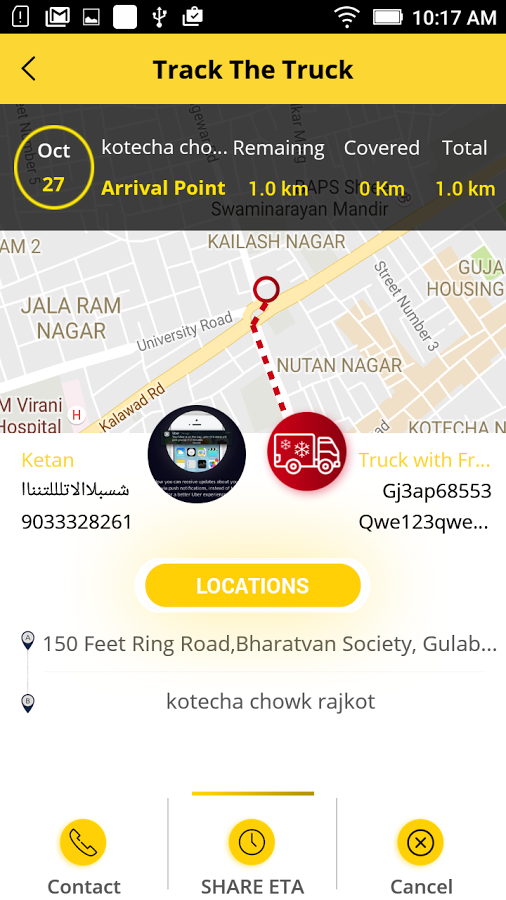 10:17 AM
Track The Truck
Oct
27
kotecha cho... Remainng Covered Total
Arrival Point 1.0 km 0 Km 1.0 km
Swaminarayan Mandir
AM 2
KAILASH NAGAR
GUJA
HOUSING
JALA RAM
NAGAR
University Road
Street Number 3
NUTAN NAGAR
M Virani
Hospital
H
Kalawad Rd
KOTECHA N
Ketan
Truck with Fr...
شسبلاالاتلللتنناا
Gj3ap68553
9033328261
Qwe123qwe...
LOCATIONS
A
150 Feet Ring Road,Bharatvan Society, Gulab...
B
kotecha chowk rajkot
Contact
SHARE ETA
Cancel